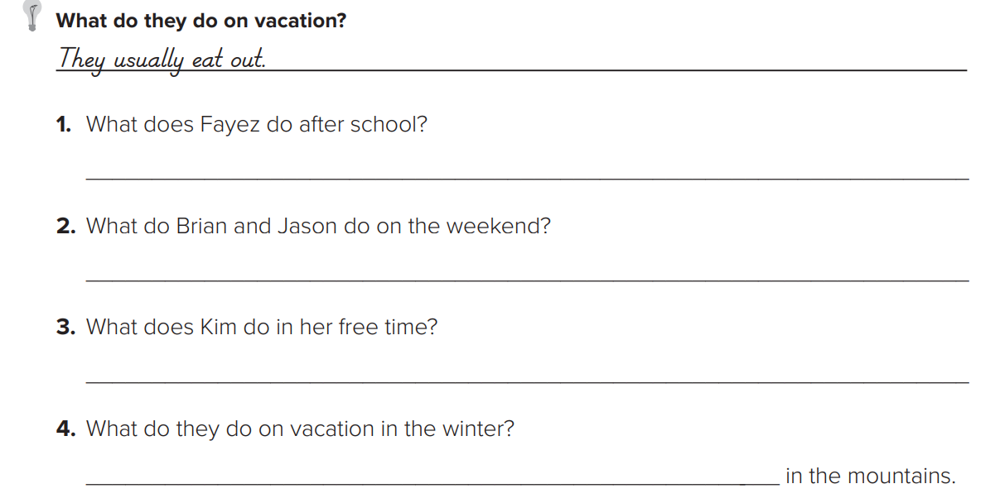 What do they do on vacation?
They usually eat out.
1. What does Fayez do after school?
2. What do Brian and Jason do on the weekend?
3. What does Kim do in her free time?
4. What do they do on vacation in the winter?
in the mountains.